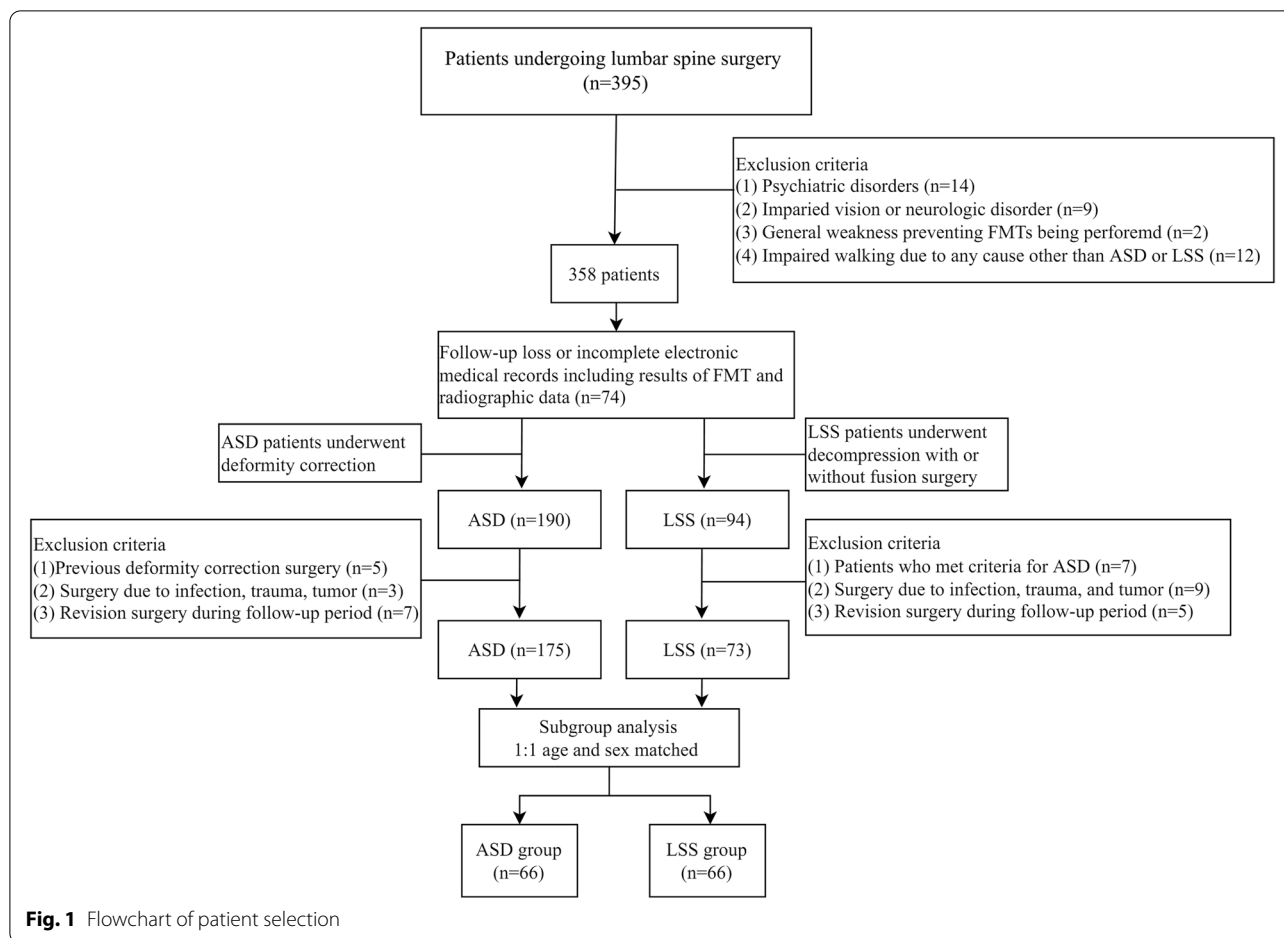 Patients undergoing lumbar spine surgery
(n=395)
Exclusion criteria
(1) Psychiatric disorders (n=14)
(2) Imparied vision or neurologic disorder (n=9)
(3) General weakness preventing FMTs being perforemd (n=2)
(4) Impaired walking due to any cause other than ASD or LSS (n=12)
358 patients
Follow-up loss or incomplete electronic
medical records including results of FMT and
radiographic data (n=74)
ASD patients underwent
deformity correction
LSS patients underwent
decompression with or
without fusion surgery
ASD (n=190)
LSS (n=94)
Exclusion criteria
(1)Previous deformity correction surgery (n=5)
(2) Surgery due to infection, trauma, tumor (n=3)
(3) Revision surgery during follow-up period (n=7)
Exclusion criteria
(1) Patients who met criteria for ASD (n=7)
(2) Surgery due to infection, trauma, and tumor (n=9)
(3) Revision surgery during follow-up period (n=5)
ASD (n=175)
LSS (n=73)
Subgroup analysis
1:1 age and sex matched
ASD group
(n=66)
LSS group
(n=66)
Fig. 1 Flowchart of patient selection